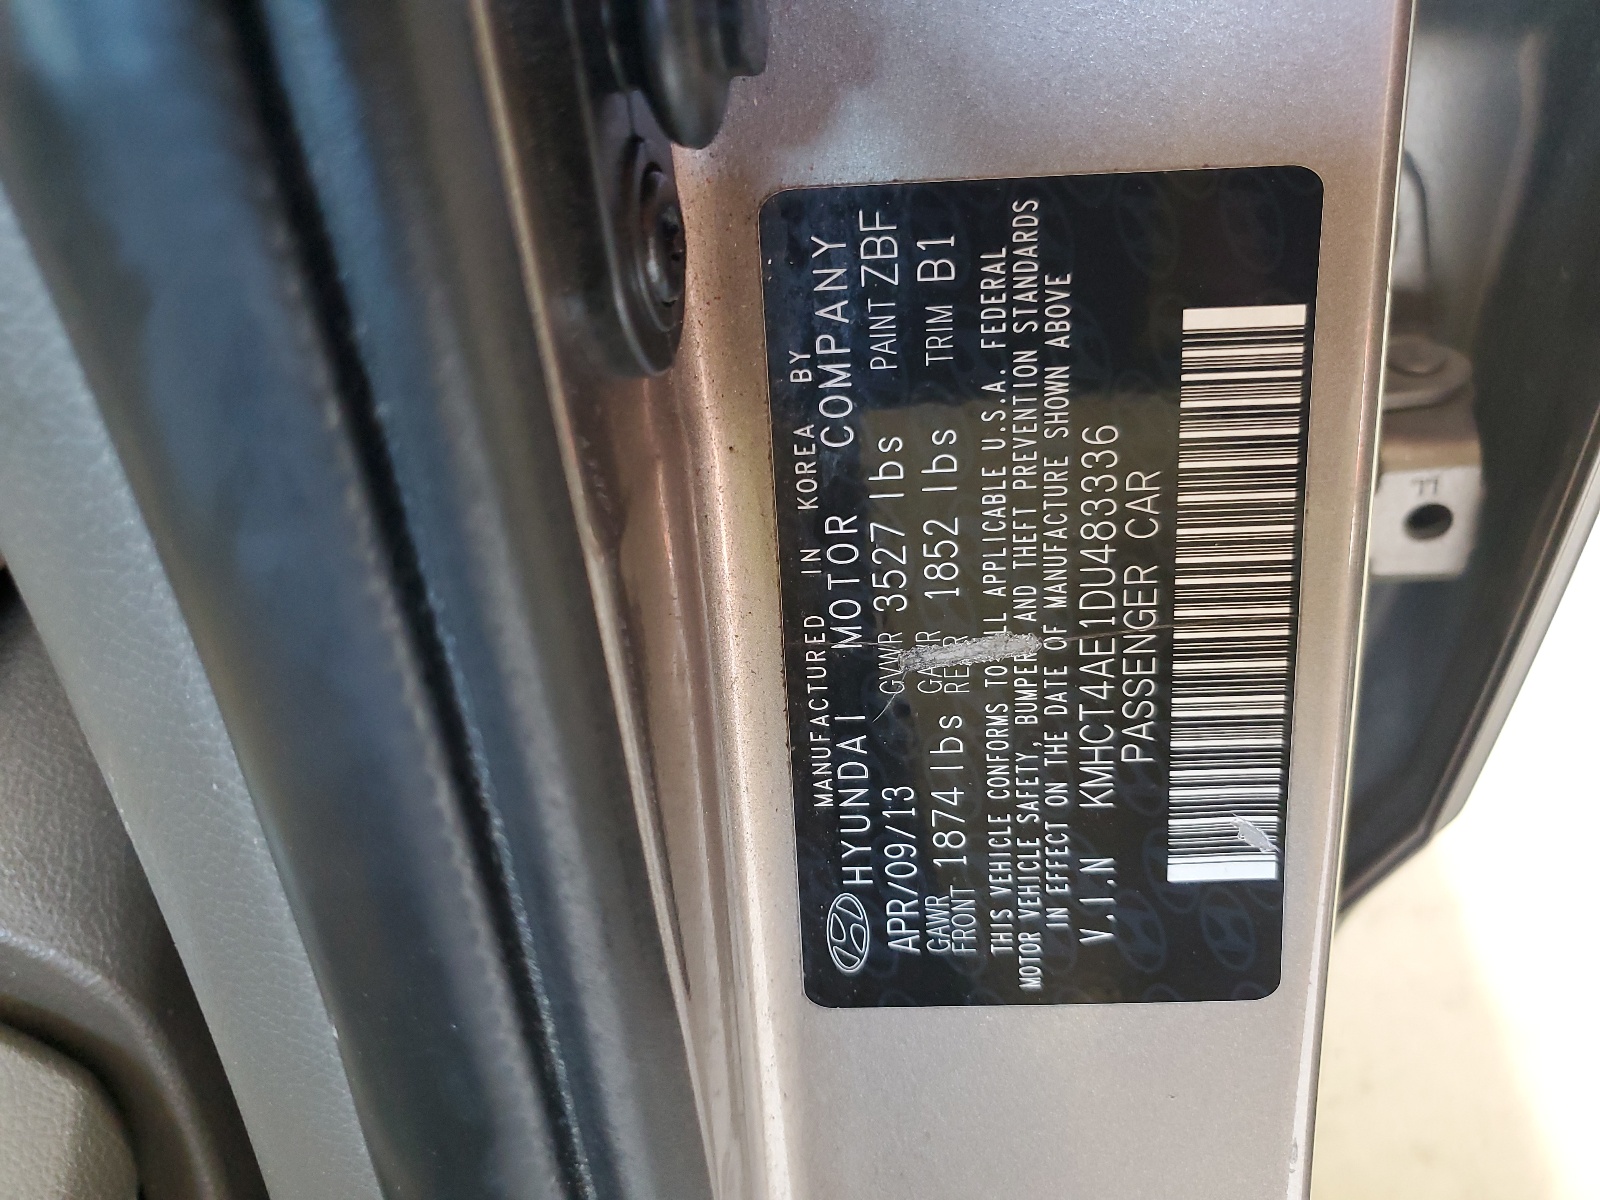 MANUFACTURED IN KOREA BY
HYUNDAI MOTOR COMPANY
APR/09/13 GVWR 3527 lbs PAINT ZBF
GAWR FRONT 1874 lbs GAWR REAR 1852 lbs TRIM B1
THIS VEHICLE CONFORMS TO ALL APPLICABLE U.S.A. FEDERAL
MOTOR VEHICLE SAFETY, BUMPER AND THEFT PREVENTION STANDARDS
IN EFFECT ON THE DATE OF MANUFACTURE SHOWN ABOVE
V.I.N KMHCT4AE1DU483336
PASSENGER CAR